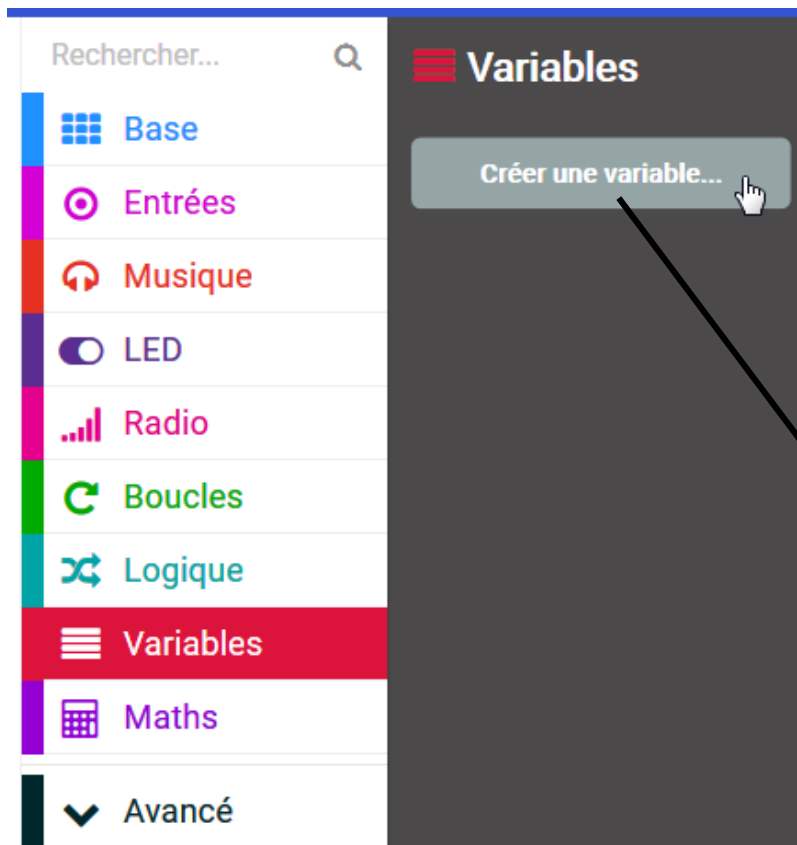 Rechercher...
Base
Entrées
Musique
LED
Radio
Boucles
Logique
Variables
Maths
Avancé
Variables
Créer une variable...